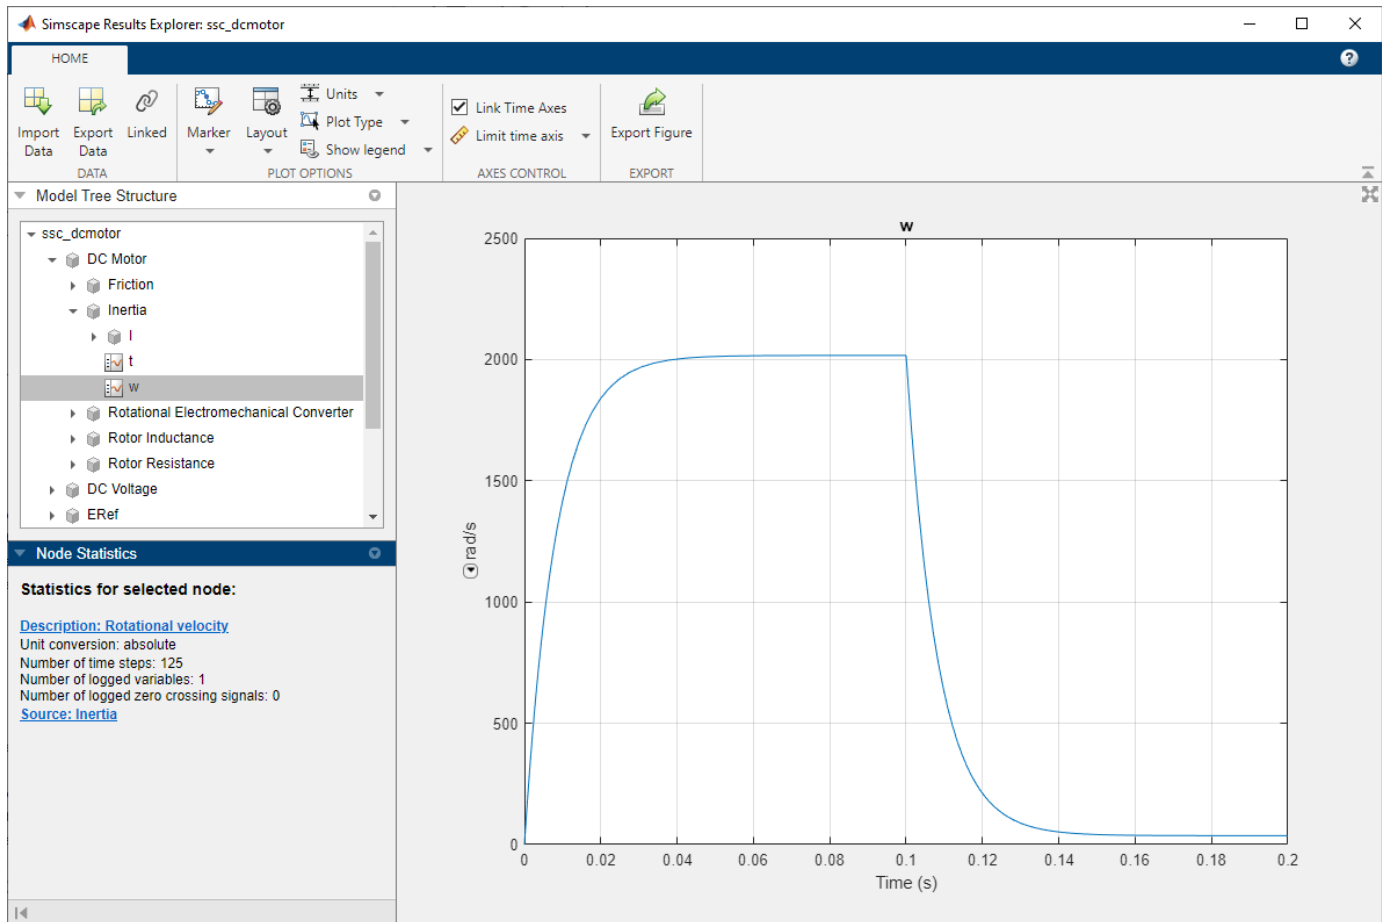 Simscape Results Explorer: ssc_dcmotor
HOME
?
Import Data
Export Data
Linked
Marker
Layout
Units
Plot Type
Show legend
Link Time Axes
Limit time axis
Export Figure
DATA
PLOT OPTIONS
AXES CONTROL
EXPORT
Model Tree Structure
ssc_dcmotor
DC Motor
Friction
Inertia
I
t
w
Rotational Electromechanical Converter
Rotor Inductance
Rotor Resistance
DC Voltage
ERef
Node Statistics
Statistics for selected node:
Description: Rotational velocity
Unit conversion: absolute
Number of time steps: 125
Number of logged variables: 1
Number of logged zero crossing signals: 0
Source: Inertia
w
2500
2000
1500
1000
500
0
rad/s
0 0.02 0.04 0.06 0.08 0.1 0.12 0.14 0.16 0.18 0.2
Time (s)